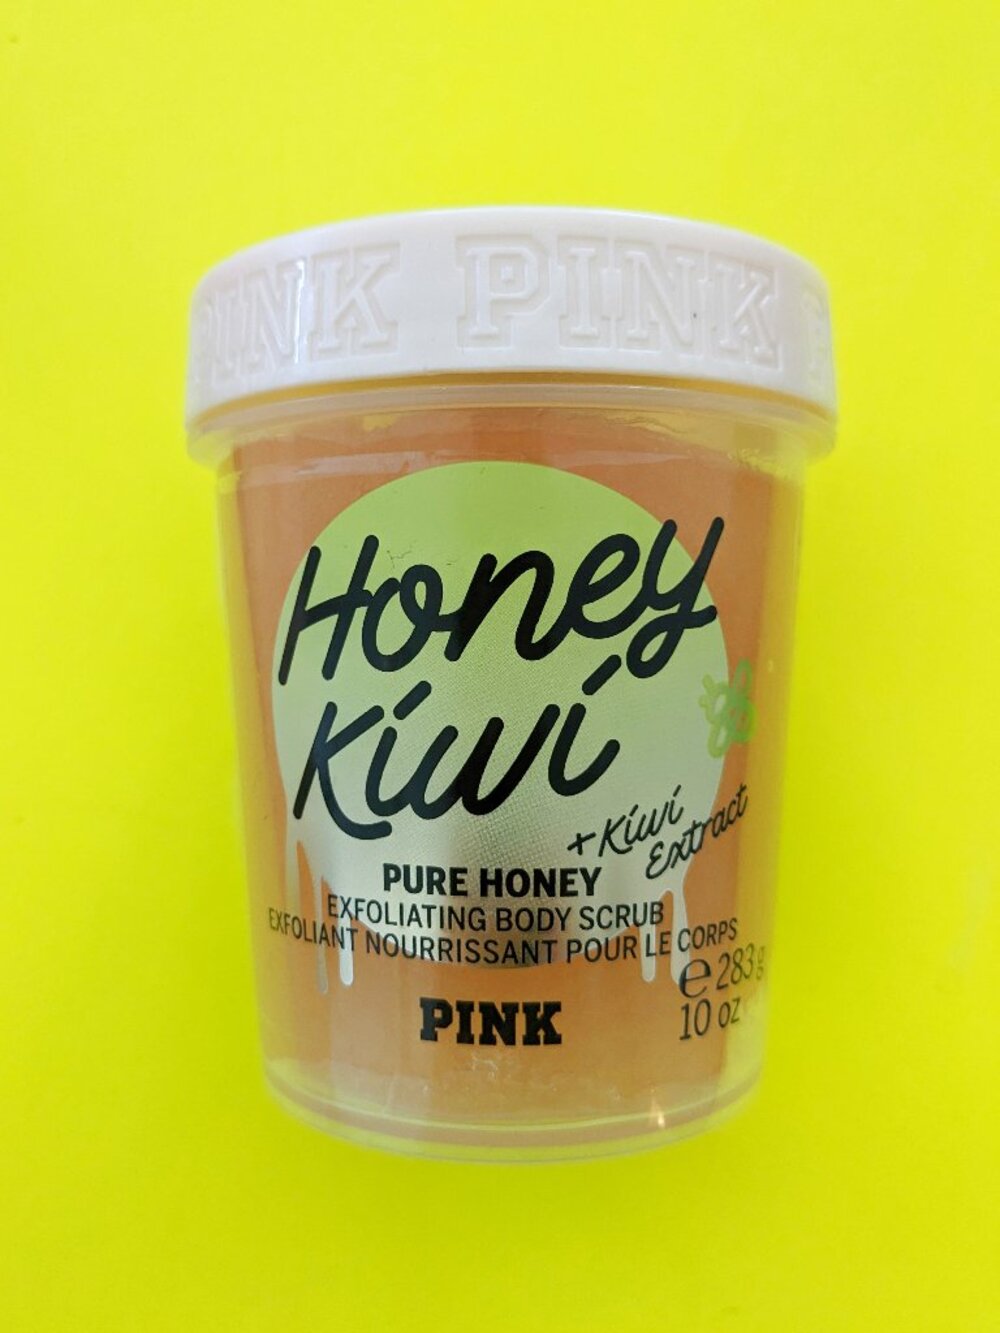 PINK PINK
Honey
Kiwi
+ Kiwi
Extract
PURE HONEY
EXFOLIATING BODY SCRUB
EXFOLIANT NOURRISSANT POUR LE CORPS
e 283 g
10 oz
PINK